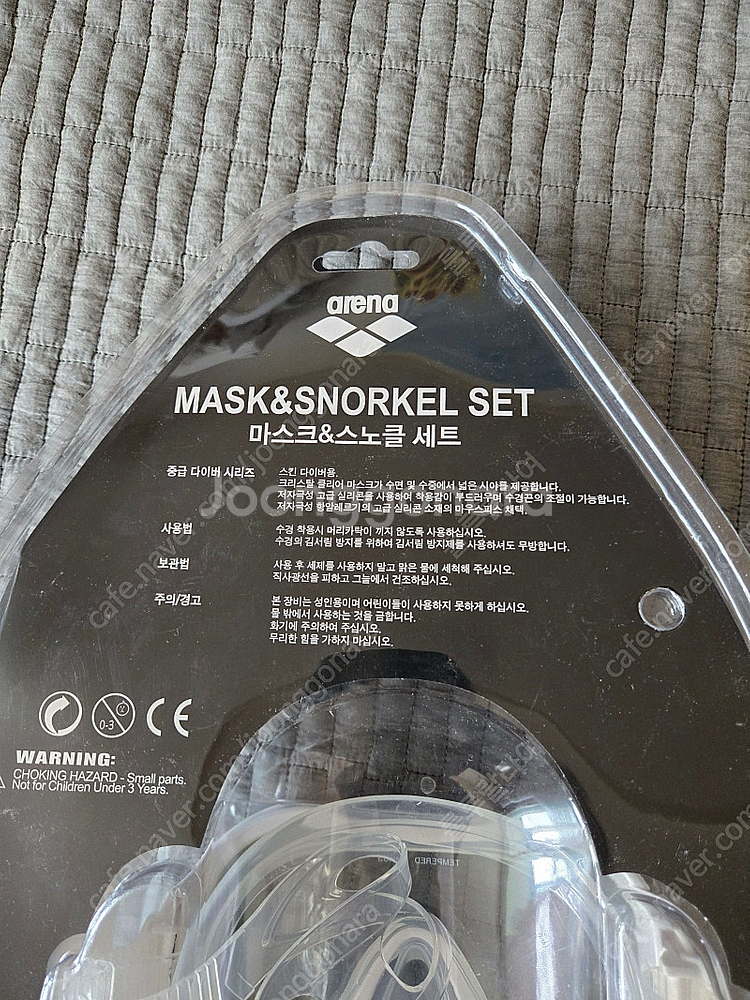 arena
MASK&SNORKEL SET
마스크&스노클 세트
중급 다이버 시리즈
스킨 다이버용.
크리스탈 클리어 마스크가 수면 및 수중에서 넓은 시야를 제공합니다.
저자극성 고급 실리콘을 사용하여 착용감이 부드러우며 수경끈의 조절이 가능합니다.
저자극성 항알레르기의 고급 실리콘 소재의 마우스피스 채택.
사용법
수경 착용시 머리카락이 끼지 않도록 사용하십시오.
수경의 김서림 방지를 위하여 김서림 방지제를 사용하셔도 무방합니다.
보관법
사용 후 세제를 사용하지 말고 맑은 물에 세척해 주십시오.
직사광선을 피하고 그늘에서 건조하십시오.
주의/경고
본 장비는 성인용이며 어린이들이 사용하지 못하게 하십시오.
물 밖에서 사용하는 것을 금합니다.
화기에 주의하여 주십시오.
무리한 힘을 가하지 마십시오.
0-3
CE
WARNING:
CHOKING HAZARD - Small parts.
Not for Children Under 3 Years.
TEMPERED
cafe.naver.com/joonggonara